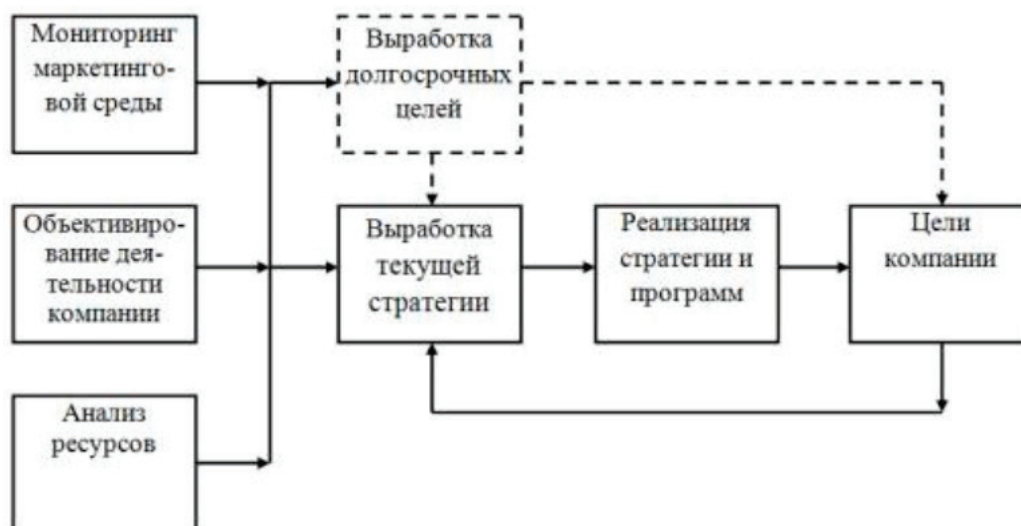 Мониторинг
маркетинго-
вой среды
Выработка
долгосрочных
целей
Объективиро-
вание дея-
тельности
компании
Выработка
текущей
стратегии
Реализация
стратегии и
программ
Цели
компании
Анализ
ресурсов